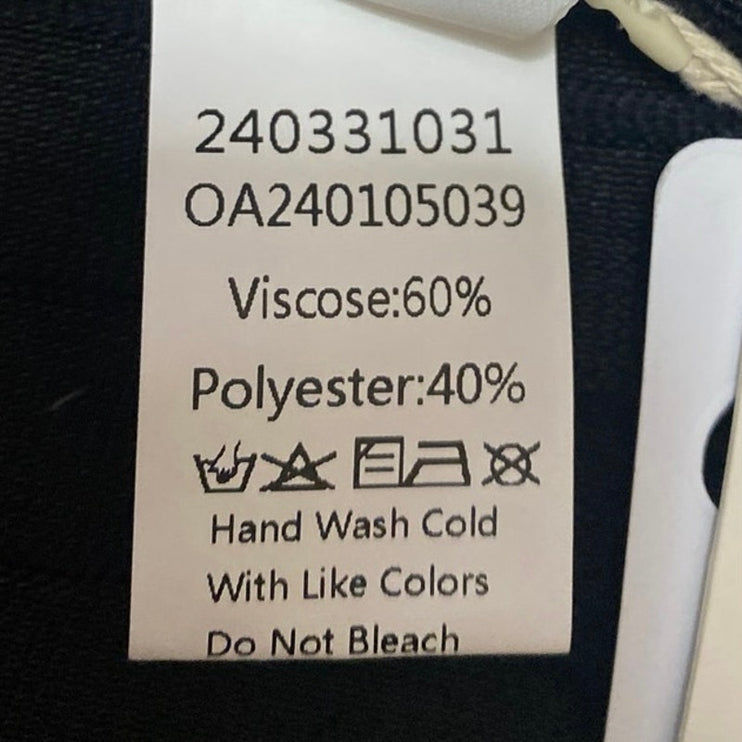 240331031
OA240105039
Viscose:60%
Polyester:40%
Hand Wash Cold
With Like Colors
Do Not Bleach